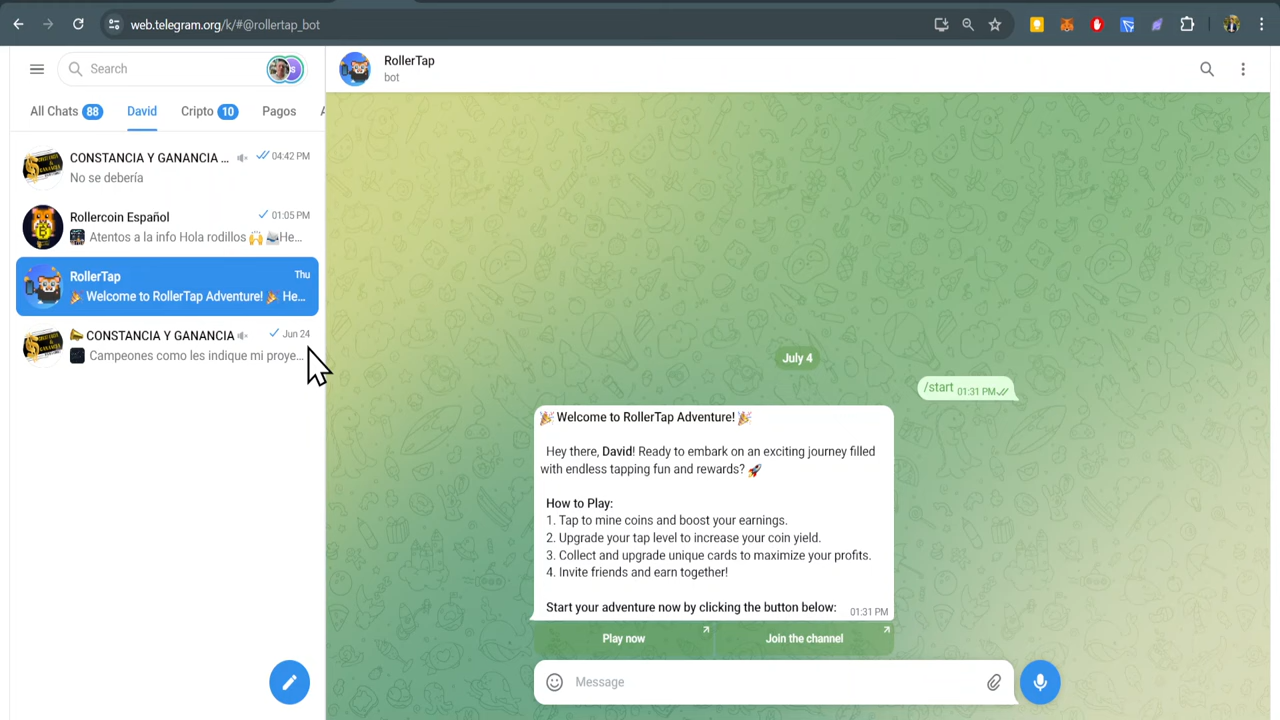 web.telegram.org/k/#@rollertap_bot
Search
RollerTap
bot
All Chats 88
David
Cripto 10
Pagos
CONSTANCIA Y GANANCIA ...
04:42 PM
No se debería
Rollercoin Español
01:05 PM
Atentos a la info Hola rodillos 🙌 He...
RollerTap
Thu
🎉 Welcome to RollerTap Adventure! 🎉 He...
CONSTANCIA Y GANANCIA
Jun 24
Campeones como les indique mi proye...
July 4
/start 01:31 PM
🎉Welcome to RollerTap Adventure!🎉
Hey there, David! Ready to embark on an exciting journey filled
with endless tapping fun and rewards? 🚀
How to Play:
1. Tap to mine coins and boost your earnings.
2. Upgrade your tap level to increase your coin yield.
3. Collect and upgrade unique cards to maximize your profits.
4. Invite friends and earn together!
Start your adventure now by clicking the button below: 01:31 PM
Play now
Join the channel
Message